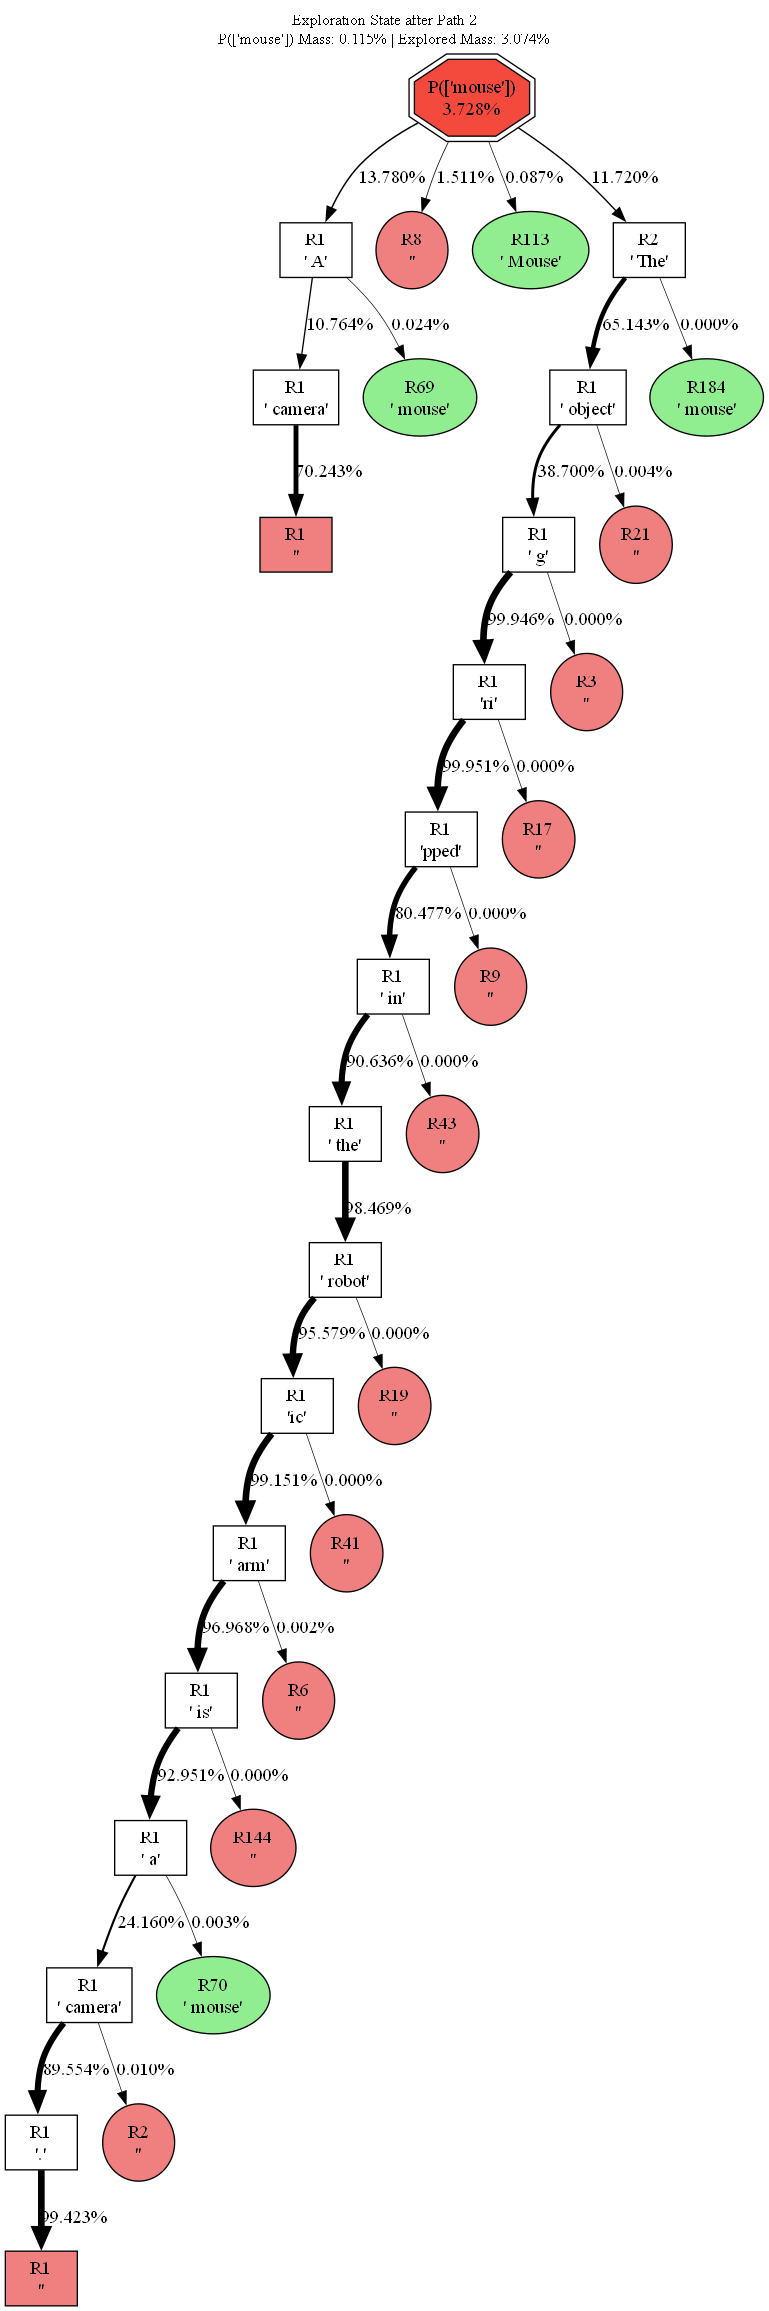 Exploration State after Path 2
P(['mouse']) Mass: 0.115% | Explored Mass: 3.074%
P(['mouse'])
3.728%
13.780%
1.511%
0.087%
11.720%
R1
' A'
R8
''
R113
' Mouse'
R2
' The'
10.764%
0.024%
65.143%
0.000%
R1
' camera'
R69
' mouse'
R1
' object'
R184
' mouse'
70.243%
38.700%
0.004%
R1
''
R1
' g'
R21
''
99.946%
0.000%
R1
'ri'
R3
''
99.951%
0.000%
R1
'pped'
R17
''
80.477%
0.000%
R1
' in'
R9
''
90.636%
0.000%
R1
' the'
R43
''
98.469%
R1
' robot'
95.579%
0.000%
R1
'ic'
R19
''
99.151%
0.000%
R1
' arm'
R41
''
96.968%
0.002%
R1
' is'
R6
''
92.951%
0.000%
R1
' a'
R144
''
24.160%
0.003%
R1
' camera'
R70
' mouse'
89.554%
0.010%
R1
'.'
R2
''
99.423%
R1
''